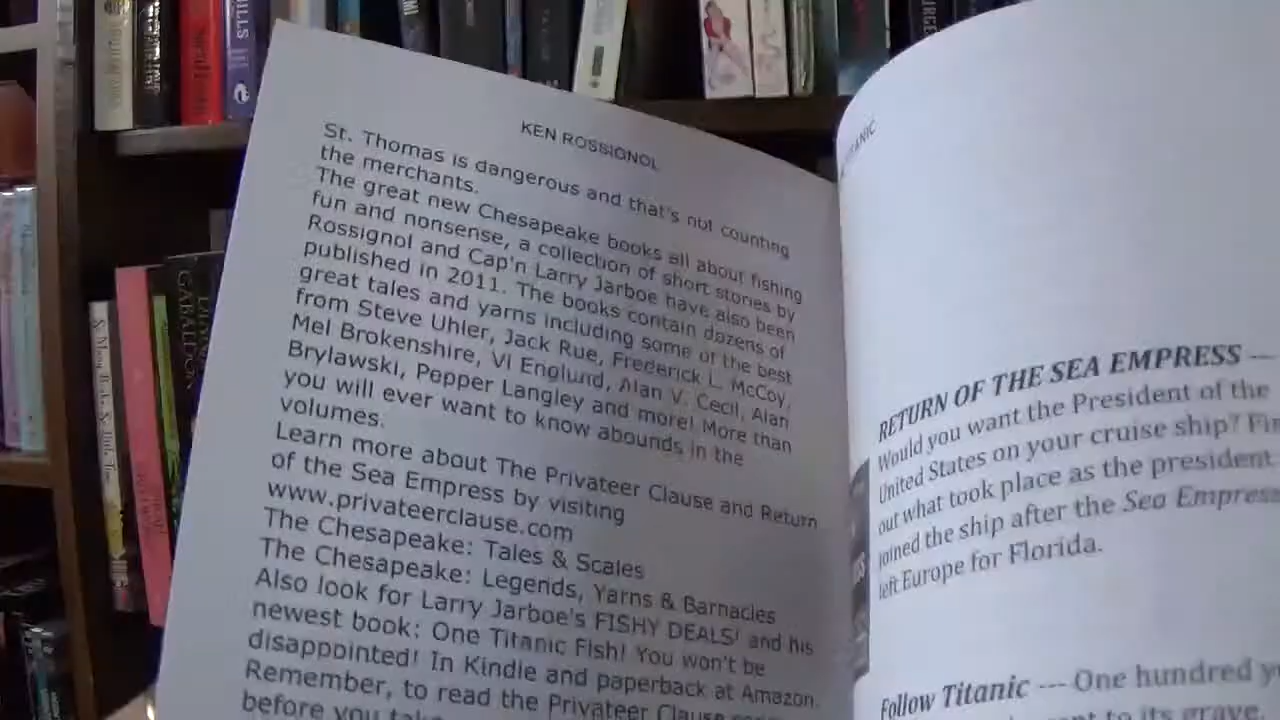 KEN ROSSIGNOL
St. Thomas is dangerous and that's not counting
the merchants.
The great new Chesapeake books all about fishing
fun and nonsense, a collection of short stories by
Rossignol and Cap'n Larry Jarboe have also been
published in 2011. The books contain dozens of
great tales and yarns including some of the best
from Steve Uhler, Jack Rue, Frederick L. McCoy,
Mel Brokenshire, Vi Englund, Alan V. Cecil, Alan
Brylawski, Pepper Langley and more! More than
you will ever want to know abounds in the
volumes.
Learn more about The Privateer Clause and Return
of the Sea Empress by visiting
www.privateerclause.com
The Chesapeake: Tales & Scales
The Chesapeake: Legends, Yarns & Barnacles
Also look for Larry Jarboe's FISHY DEALS! and his
newest book: One Titanic Fish! You won't be
disappointed! In Kindle and paperback at Amazon.
Remember, to read the Privateer Clause
before you
TITANIC
RETURN OF THE SEA EMPRESS ---
Would you want the President of the
United States on your cruise ship?
out what took place as the president
joined the ship after the Sea Empress
left Europe for Florida.
Follow Titanic --- One hundred
to its grave
GABALDON